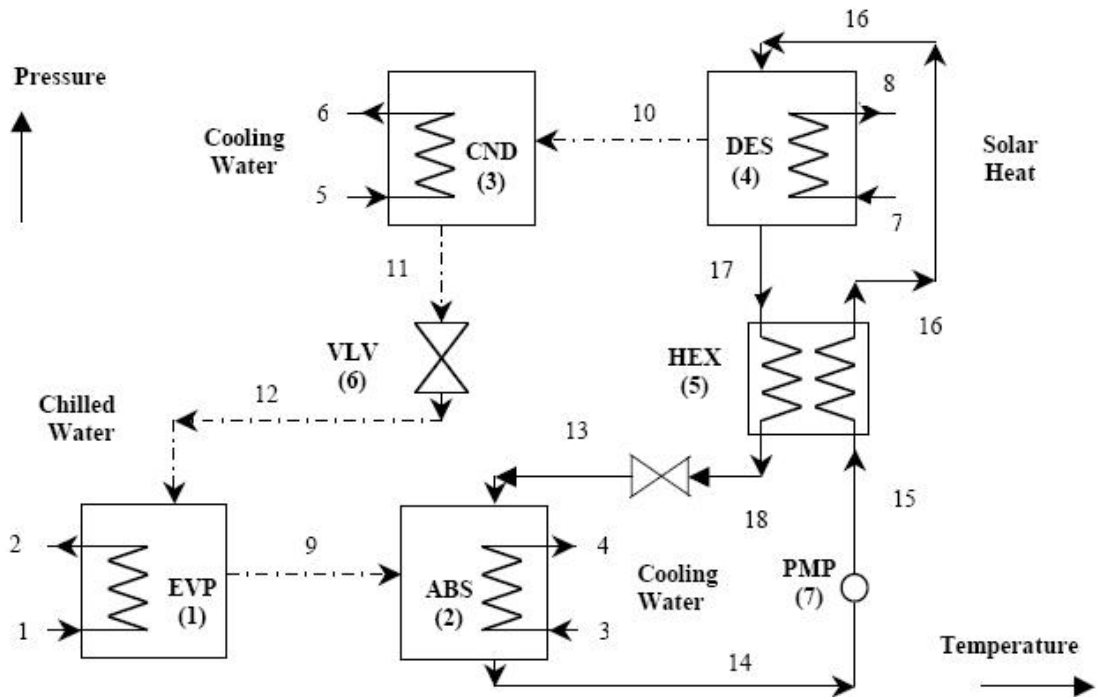 16
Pressure
8
6
10
Cooling
Water
CND
(3)
DES
(4)
Solar
Heat
5
7
11
17
16
VLV
(6)
HEX
(5)
12
Chilled
Water
13
15
18
2
9
4
EVP
(1)
ABS
(2)
Cooling
Water
PMP
(7)
1
3
14
Temperature